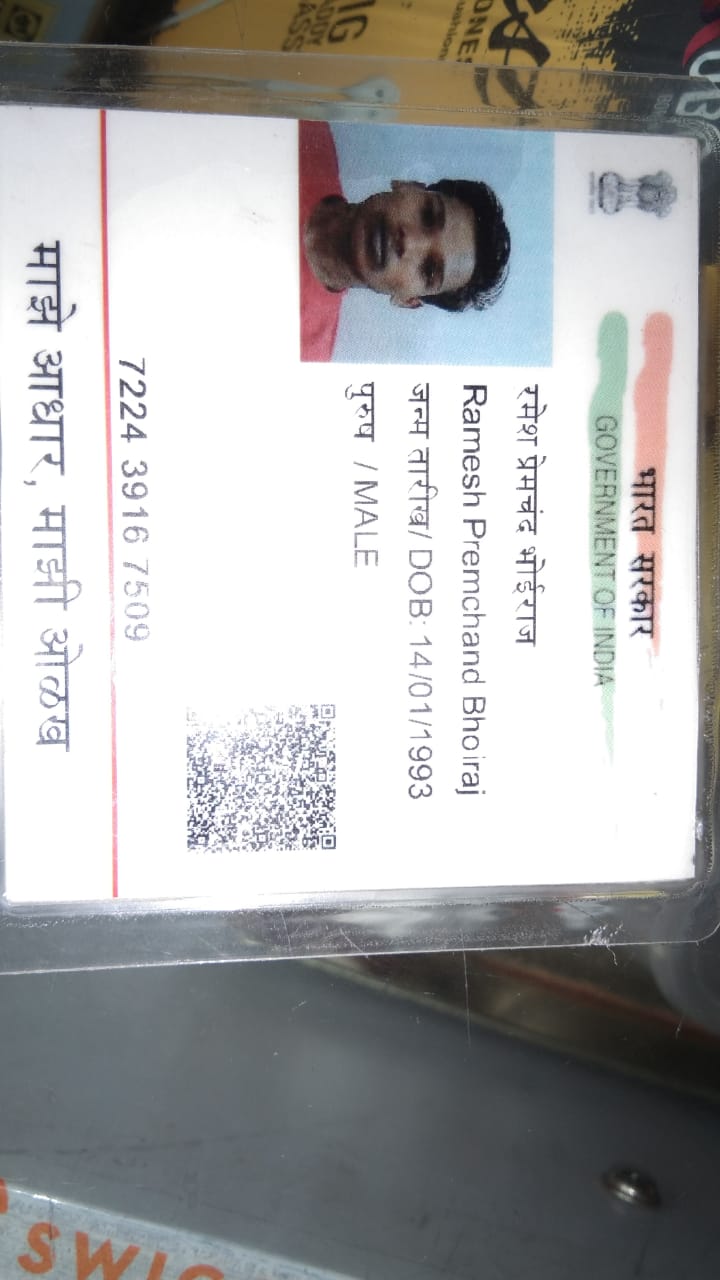 भारत सरकार
GOVERNMENT OF INDIA
रमेश प्रेमचंद भोईराज
Ramesh Premchand Bhoiraj
जन्म तारीख/ DOB: 14/01/1993
पुरुष / MALE
7224 3916 7509
माझे आधार, माझी ओळख